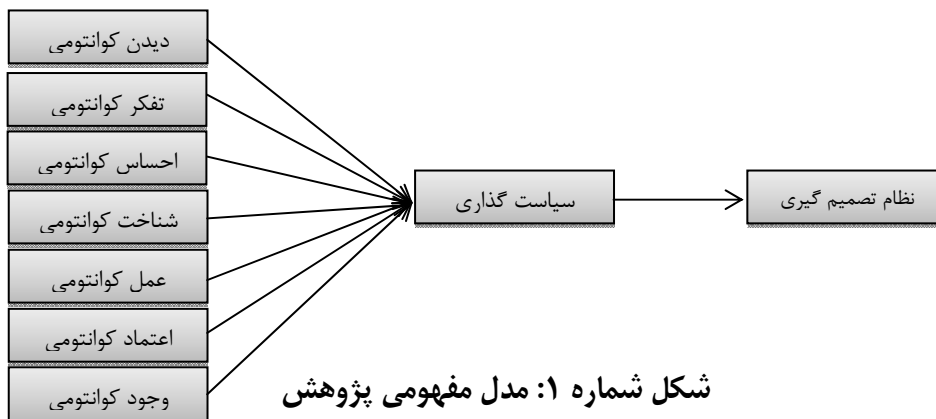 دیدن کوانتومی
تفکر کوانتومی
احساس کوانتومی
شناخت کوانتومی
عمل کوانتومی
اعتماد کوانتومی
وجود کوانتومی
سیاست گذاری
نظام تصمیم گیری
شکل شماره ۱: مدل مفهومی پژوهش